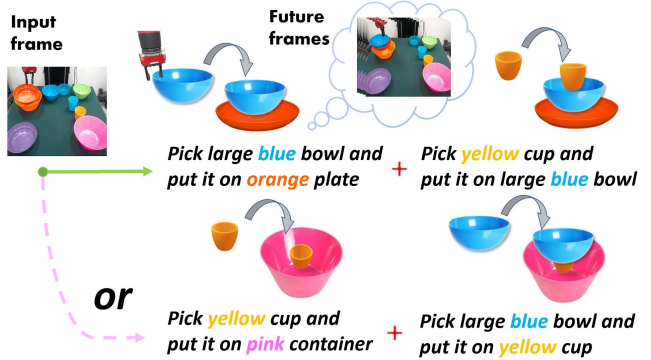 Input
frame
Future
frames
Pick large blue bowl and
put it on orange plate
+
Pick yellow cup and
put it on large blue bowl
or
Pick yellow cup and
put it on pink container
+
Pick large blue bowl and
put it on yellow cup